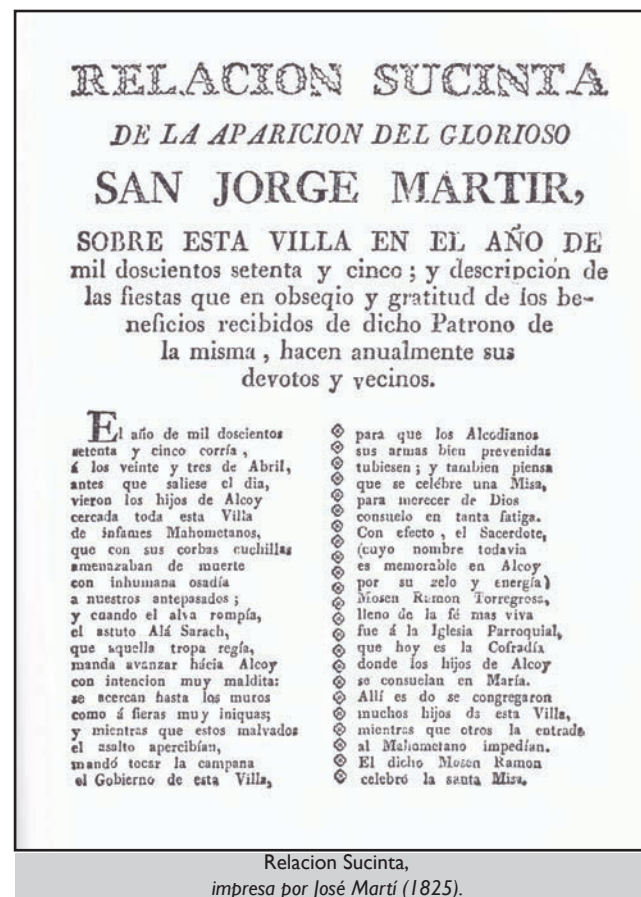 RELACION SUCINTA
DE LA APARICION DEL GLORIOSO
SAN JORGE MARTIR,
SOBRE ESTA VILLA EN EL AÑO DE
mil doscientos setenta y cinco ; y descripción de
las fiestas que en obseqio y gratitud de los be-
neficios recibidos de dicho Patrono de
la misma , hacen anualmente sus
devotos y vecinos.
El año de mil doscientos
setenta y cinco corría ,
á los veinte y tres de Abril,
antes que saliese el dia,
vieron los hijos de Alcoy
cercada toda esta Villa
de infames Mahometanos,
que con sus corbas cuchillas
amenazaban de muerte
con inhumana osadía
a nuestros antepasados ;
y cuando el alva rompía,
el astuto Alá Sarach,
que aquella tropa regía,
manda avanzar hácia Alcoy
con intencion muy maldita:
se acercan hasta los muros
como á fieras muy iniquas;
y mientras que estos malvados
el asalto apercibían,
mandó tocar la campana
el Gobierno de esta Villa,
para que los Alcodianos
sus armas bien prevenidas
tubiesen ; y tambien piensa
que se celébre una Misa,
para merecer de Dios
consuelo en tanta fatiga.
Con efecto , el Sacerdote,
(cuyo nombre todavia
es memorable en Alcoy
por su zelo y energía)
Mosen Ramon Torregrosa,
lleno de la fé mas viva
fue á la Iglesia Parroquial,
que hoy es la Cofradía
donde los hijos de Alcoy
se consuelan en María.
Allí es do se congregaron
muchos hijos de esta Villa,
mientras que otros la entrada
al Mahometano impedían.
El dicho Mosen Ramon
celebró la santa Misa,
Relacion Sucinta,
impresa por José Martí (1825).